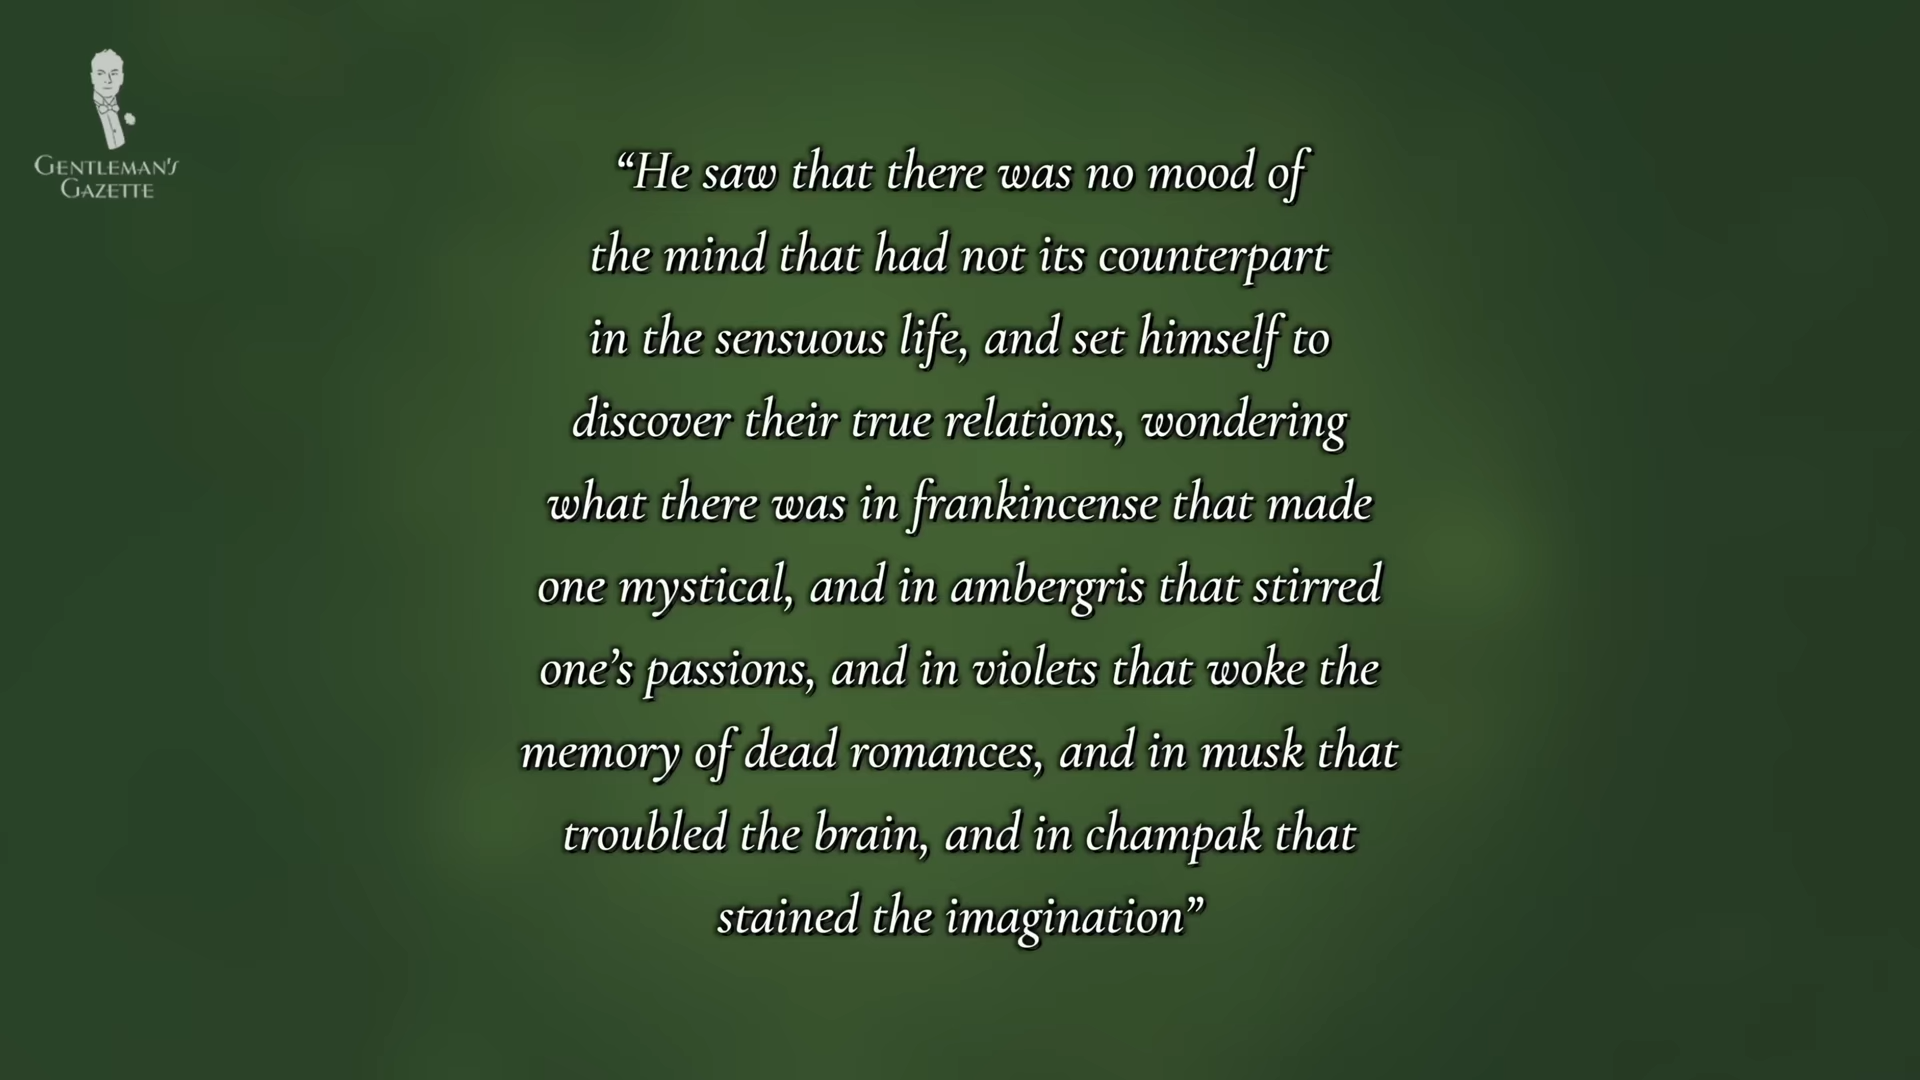 GENTLEMAN'S
GAZETTE
“He saw that there was no mood of
the mind that had not its counterpart
in the sensuous life, and set himself to
discover their true relations, wondering
what there was in frankincense that made
one mystical, and in ambergris that stirred
one’s passions, and in violets that woke the
memory of dead romances, and in musk that
troubled the brain, and in champak that
stained the imagination”